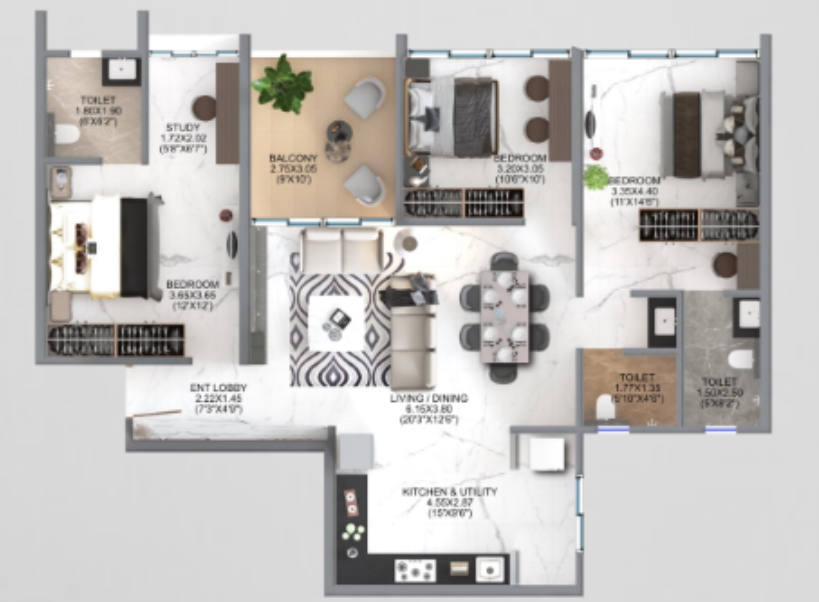 TOILET
1.80X1.90
(6'X6'2")
STUDY
1.72X2.02
(5'8"X6'7")
BALCONY
2.75X3.05
(9'X10')
BEDROOM
3.20X3.05
(10'6"X10')
BEDROOM
3.35X4.40
(11'X14'6")
BEDROOM
3.65X3.65
(12'X12')
ENT LOBBY
2.22X1.45
(7'3"X4'9")
LIVING / DINING
6.15X3.80
(20'3"X12'6")
TOILET
1.77X1.35
(5'10"X4'6")
TOILET
1.50X2.50
(5'X8'2")
KITCHEN & UTILITY
4.55X2.87
(15'X9'6")